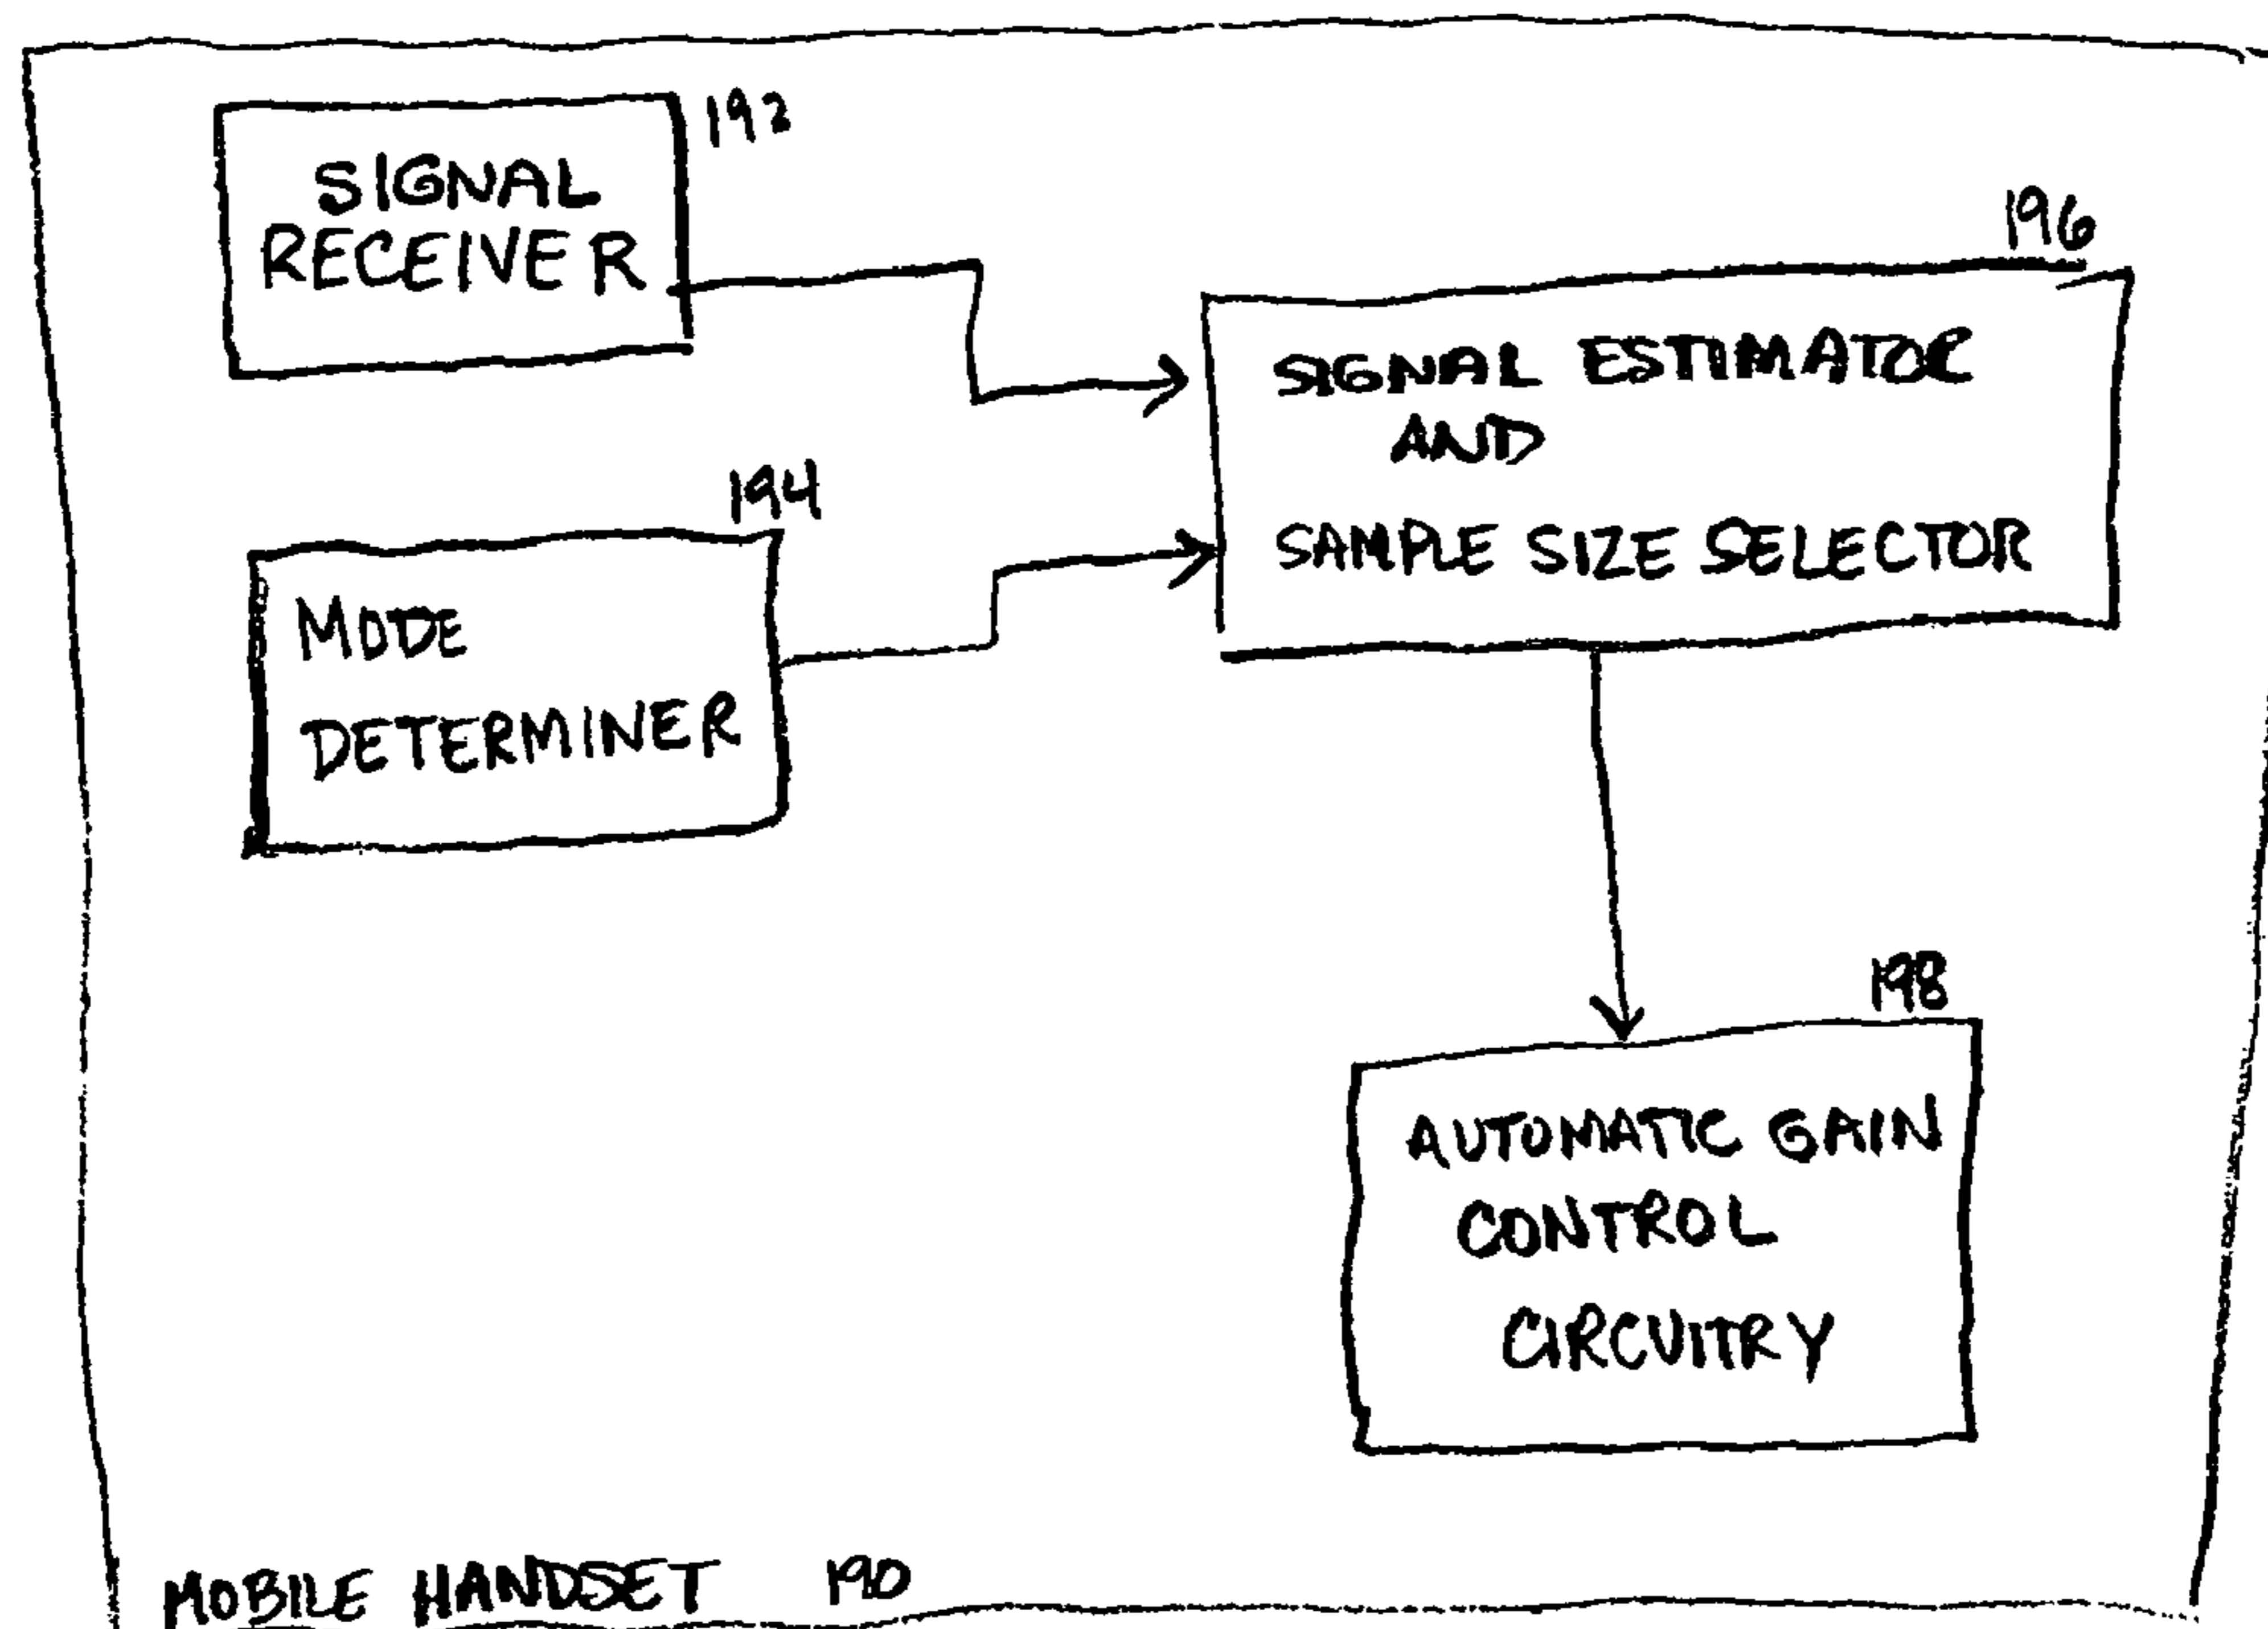 192
SIGNAL
RECEIVER
196
SIGNAL ESTIMATOR
AND
SAMPLE SIZE SELECTOR
194
MODE
DETERMINER
198
AUTOMATIC GAIN
CONTROL
CIRCUITRY
MOBILE HANDSET 190